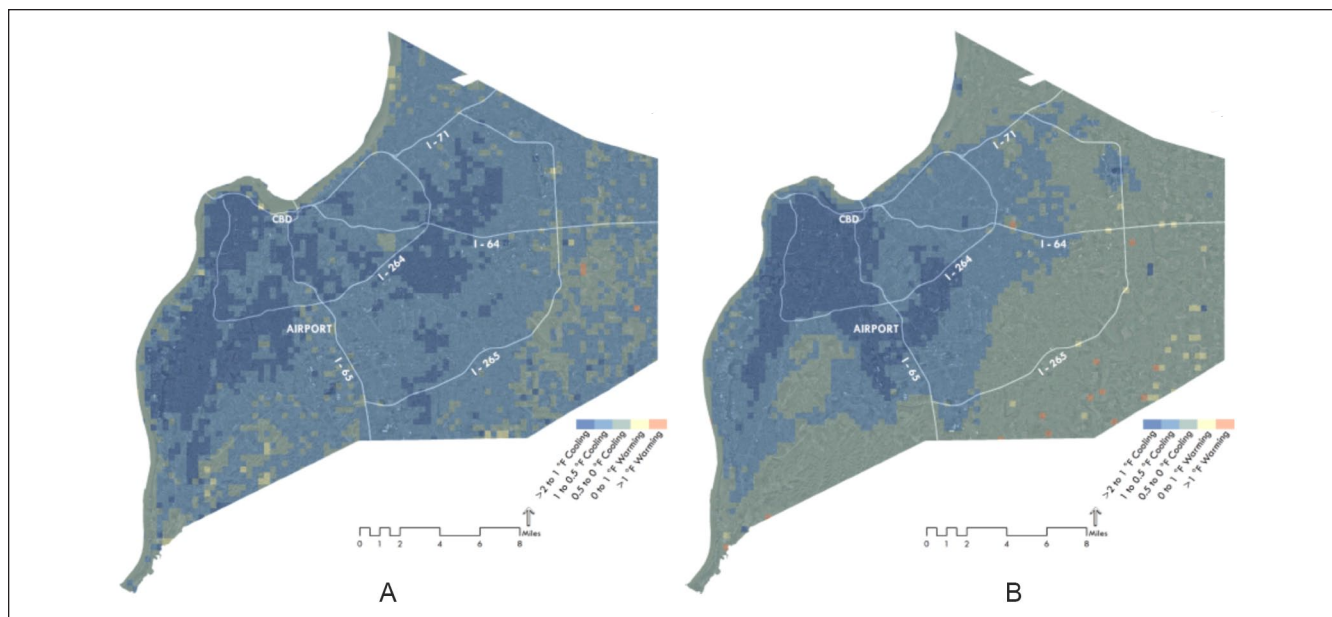 I - 71
CBD
I - 64
I - 264
AIRPORT
I - 65
I - 265
>2 to 1 °F Cooling
1 to 0.5 °F Cooling
0.5 to 0 °F Cooling
0 to 1 °F Warming
>1 °F Warming
Miles
0 1 2 4 6 8
A
I - 71
CBD
I - 64
I - 264
AIRPORT
I - 65
I - 265
>2 to 1 °F Cooling
1 to 0.5 °F Cooling
0.5 to 0 °F Cooling
0 to 1 °F Warming
>1 °F Warming
Miles
0 1 2 4 6 8
B